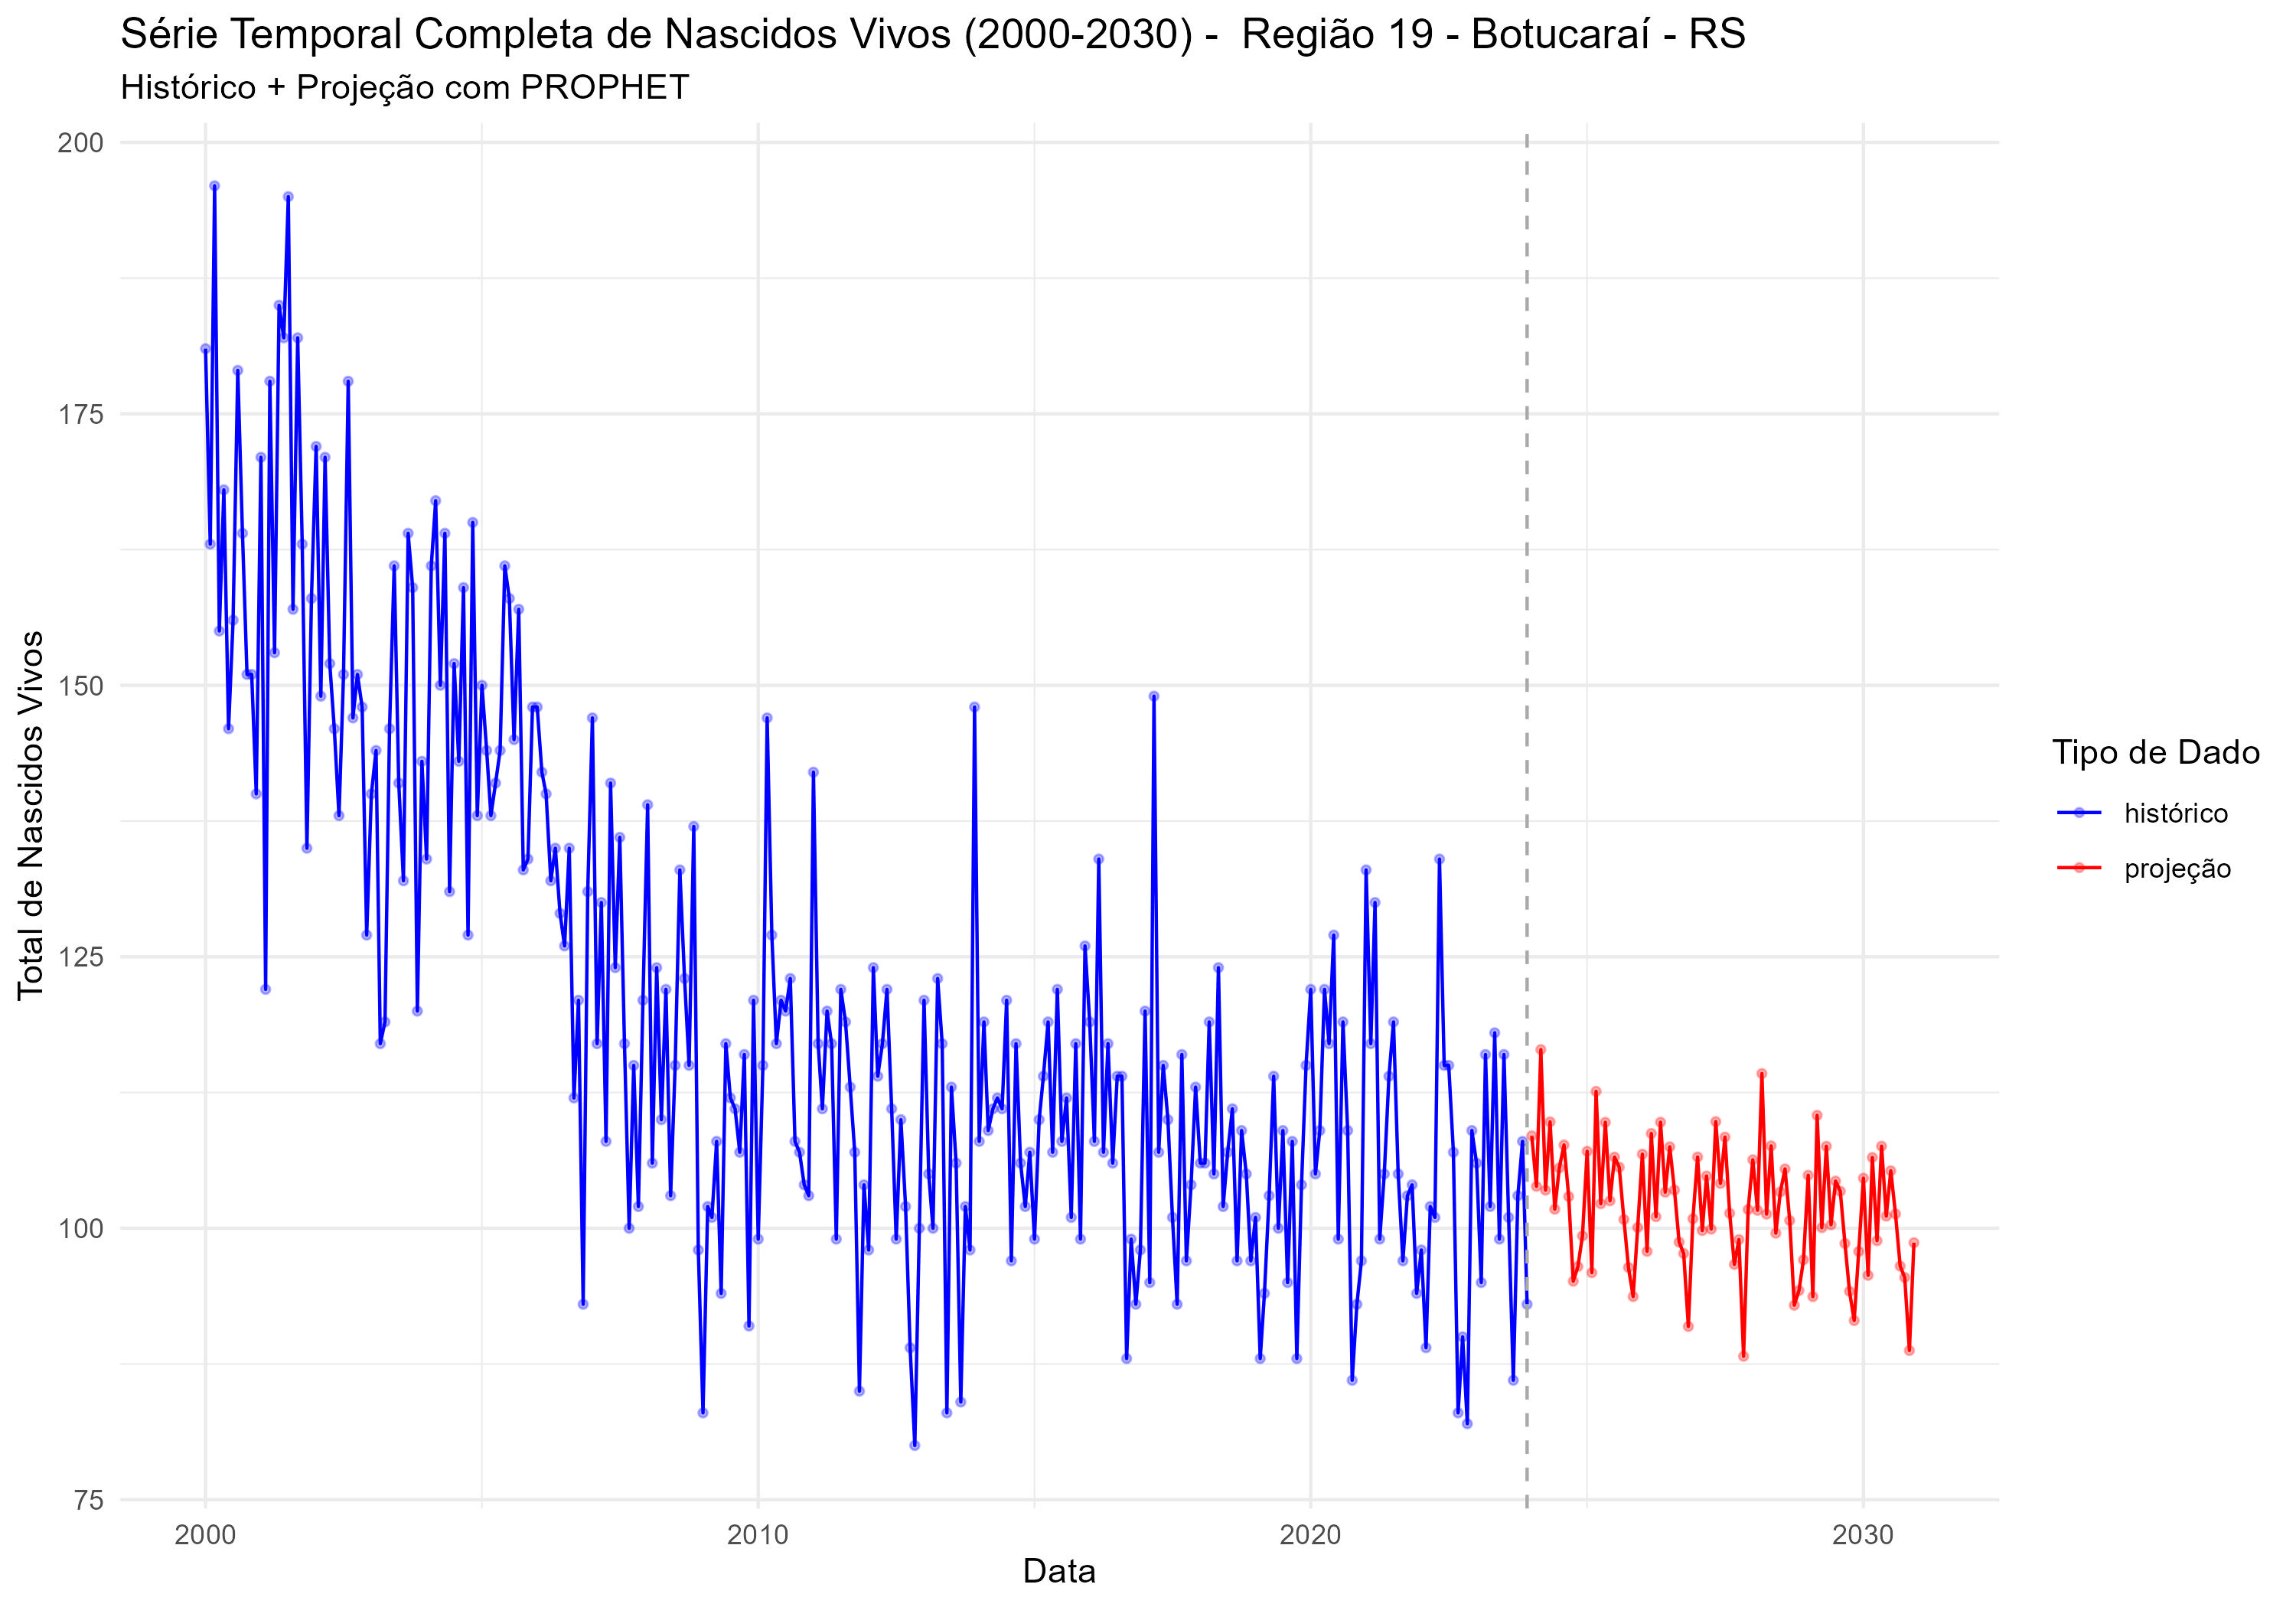 Série Temporal Completa de Nascidos Vivos (2000-2030) -  Região 19 - Botucaraí - RS
Histórico + Projeção com PROPHET
200
175
150
125
100
75
Total de Nascidos Vivos
2000
2010
2020
2030
Data
Tipo de Dado
histórico
projeção